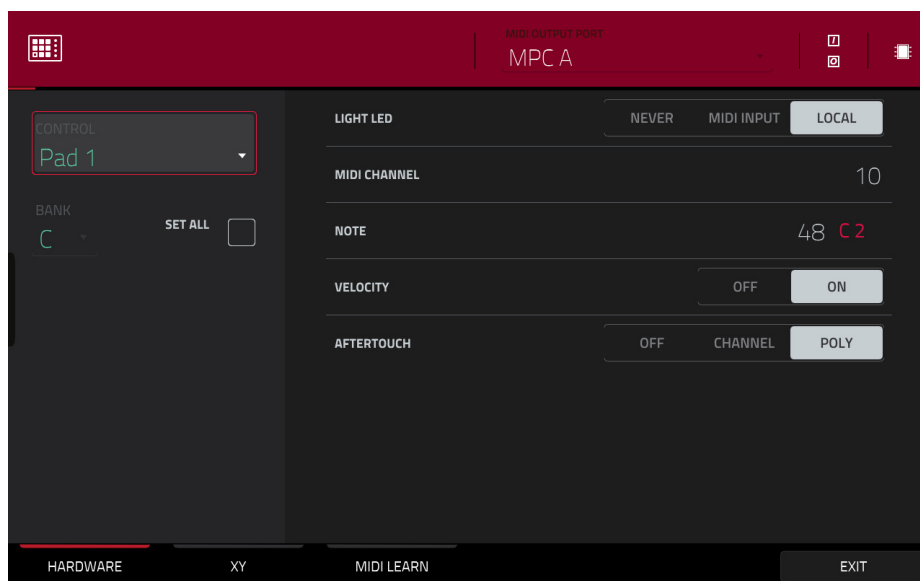 MIDI OUTPUT PORT
MPC A
I
O
CONTROL
Pad 1
BANK
C
SET ALL
LIGHT LED NEVER MIDI INPUT LOCAL
MIDI CHANNEL 10
NOTE 48 C 2
VELOCITY OFF ON
AFTERTOUCH OFF CHANNEL POLY
HARDWARE XY MIDI LEARN EXIT